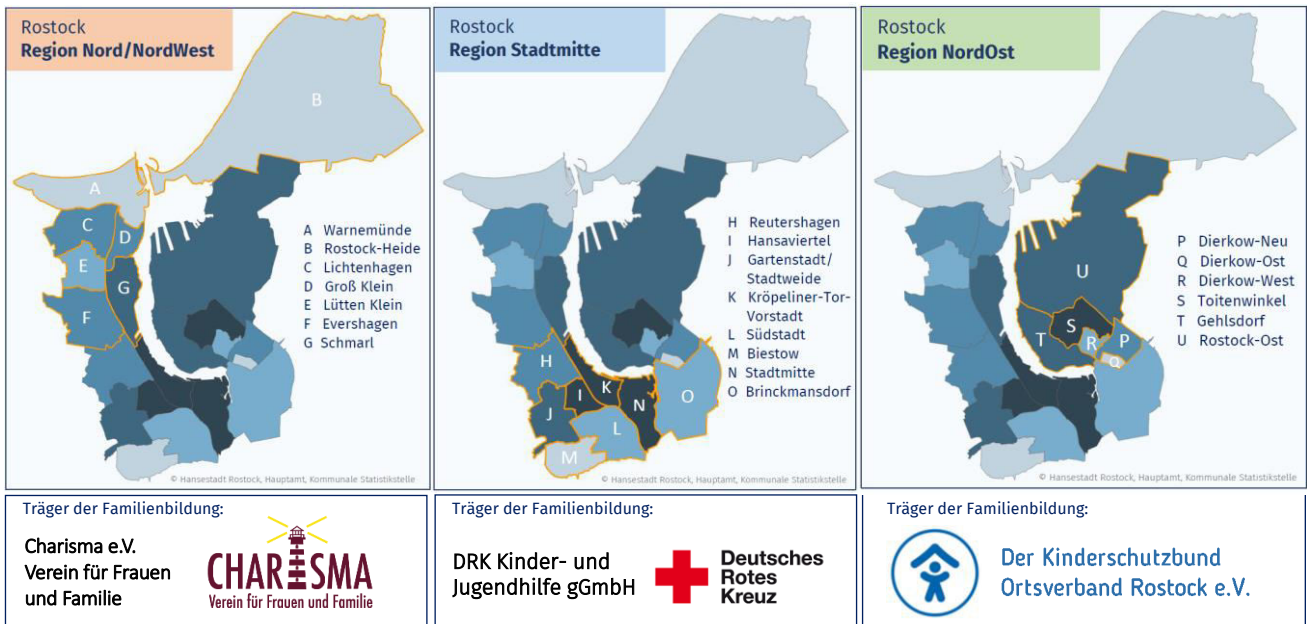 Rostock
Region Nord/NordWest
B
A
C
D
E
G
F
A Warnemünde
B Rostock-Heide
C Lichtenhagen
D Groß Klein
E Lütten Klein
F Evershagen
G Schmarl
© Hansestadt Rostock, Hauptamt, Kommunale Statistikstelle
Träger der Familienbildung:
Charisma e.V.
Verein für Frauen
und Familie
CHARISMA
Verein für Frauen und Familie
Rostock
Region Stadtmitte
H Reutershagen
I Hansaviertel
J Gartenstadt/
Stadtweide
K Kröpeliner-Tor-
Vorstadt
L Südstadt
M Biestow
N Stadtmitte
O Brinckmansdorf
H
K
I
N
O
J
L
M
© Hansestadt Rostock, Hauptamt, Kommunale Statistikstelle
Träger der Familienbildung:
DRK Kinder- und
Jugendhilfe gGmbH
Deutsches
Rotes
Kreuz
Rostock
Region NordOst
P Dierkow-Neu
Q Dierkow-Ost
R Dierkow-West
S Toitenwinkel
T Gehlsdorf
U Rostock-Ost
U
S
T
R
P
Q
© Hansestadt Rostock, Hauptamt, Kommunale Statistikstelle
Träger der Familienbildung:
Der Kinderschutzbund
Ortsverband Rostock e.V.